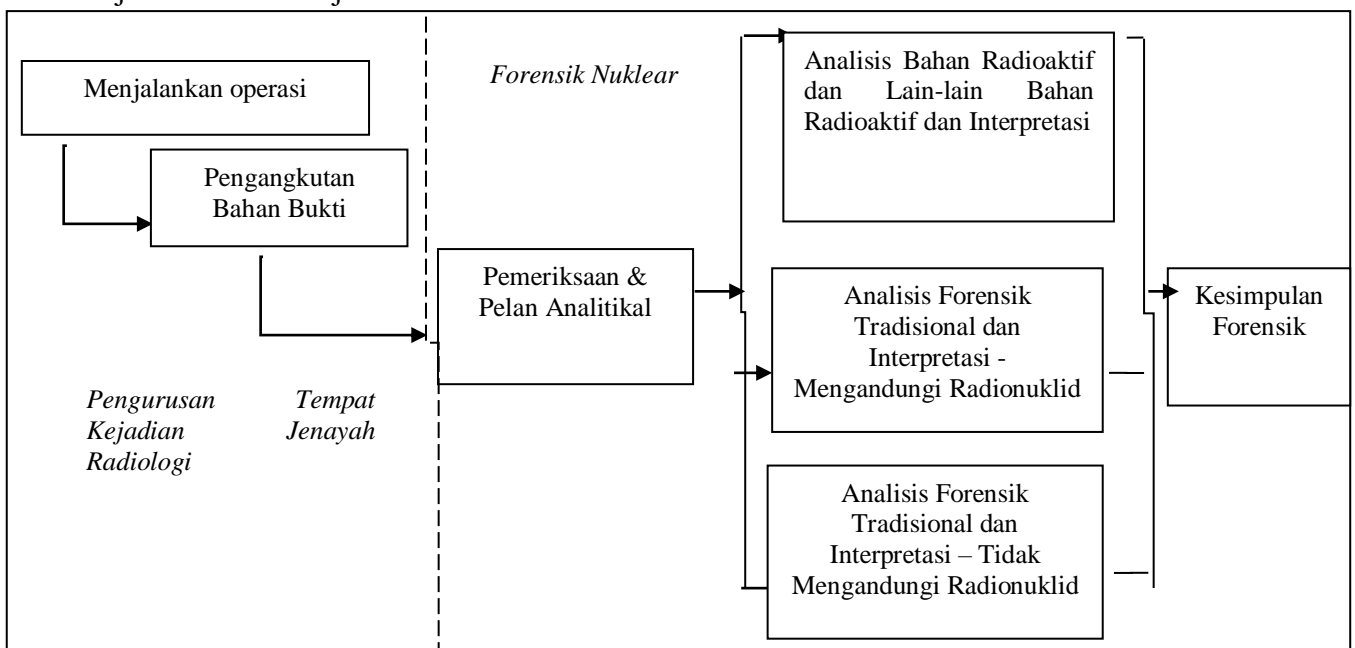 Menjalankan operasi
Pengangkutan
Bahan Bukti
Pengurusan Tempat
Kejadian Jenayah
Radiologi
Forensik Nuklear
Pemeriksaan &
Pelan Analitikal
Analisis Bahan Radioaktif
dan Lain-lain Bahan
Radioaktif dan Interpretasi
Analisis Forensik
Tradisional dan
Interpretasi -
Mengandungi Radionuklid
Analisis Forensik
Tradisional dan
Interpretasi – Tidak
Mengandungi Radionuklid
Kesimpulan
Forensik